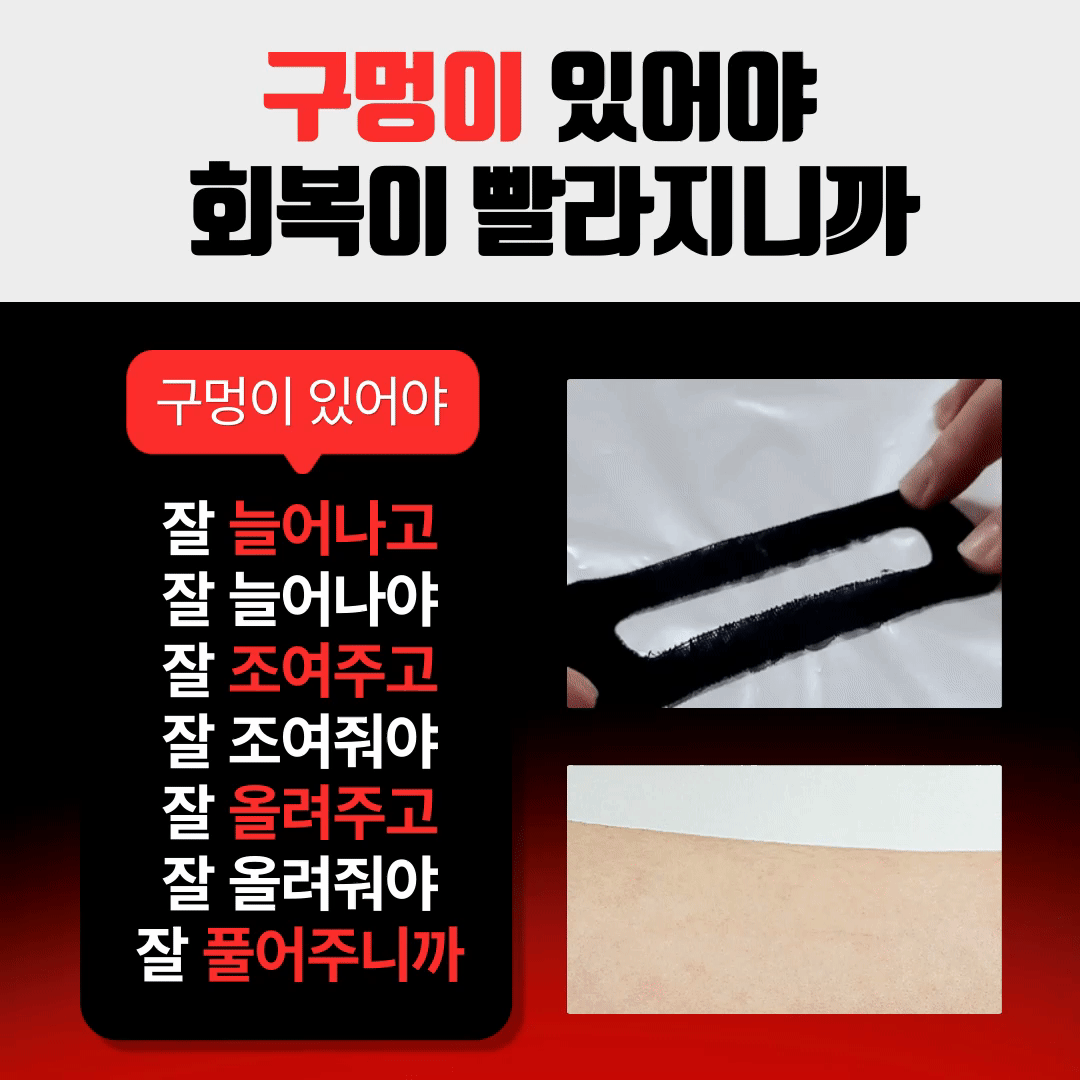 구멍이 있어야
회복이 빨라지니까
구멍이 있어야
잘 늘어나고
잘 늘어나야
잘 조여주고
잘 조여줘야
잘 올려주고
잘 올려줘야
잘 풀어주니까